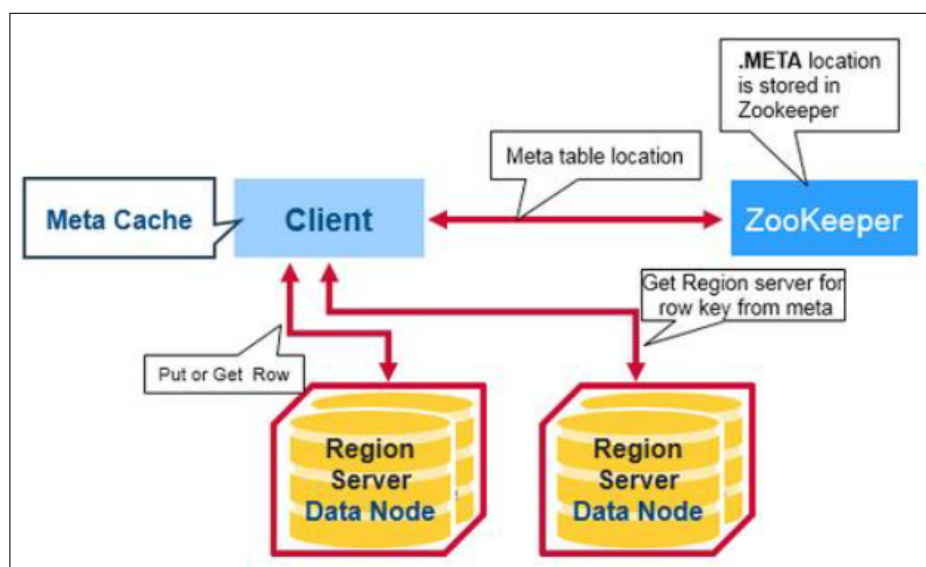 .META location
is stored in
Zookeeper
Meta table location
Meta Cache
Client
ZooKeeper
Get Region server for
row key from meta
Put or Get Row
Region
Server
Data Node
Region
Server
Data Node